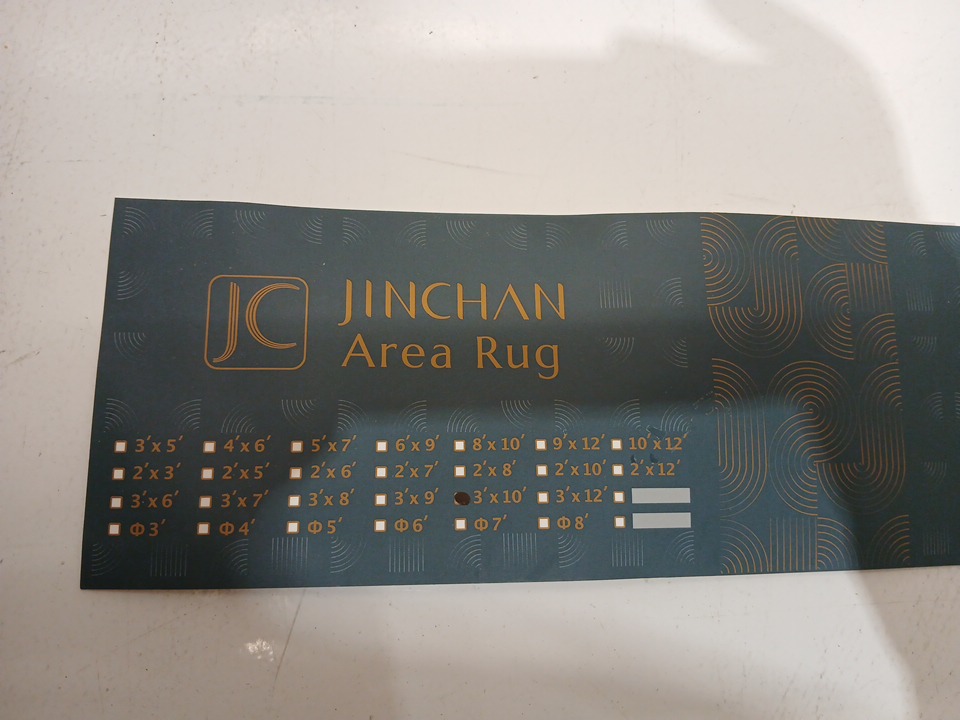 JC
JINCHAN
Area Rug
3'x 5' 4'x 6' 5'x 7' 6'x 9' 8'x 10' 9'x 12' 10'x 12'
2'x 3' 2'x 5' 2'x 6' 2'x 7' 2'x 8' 2'x 10' 2'x 12'
3'x 6' 3'x 7' 3'x 8' 3'x 9' 3'x 10' 3'x 12'
Φ3' Φ4' Φ5' Φ6' Φ7' Φ8'